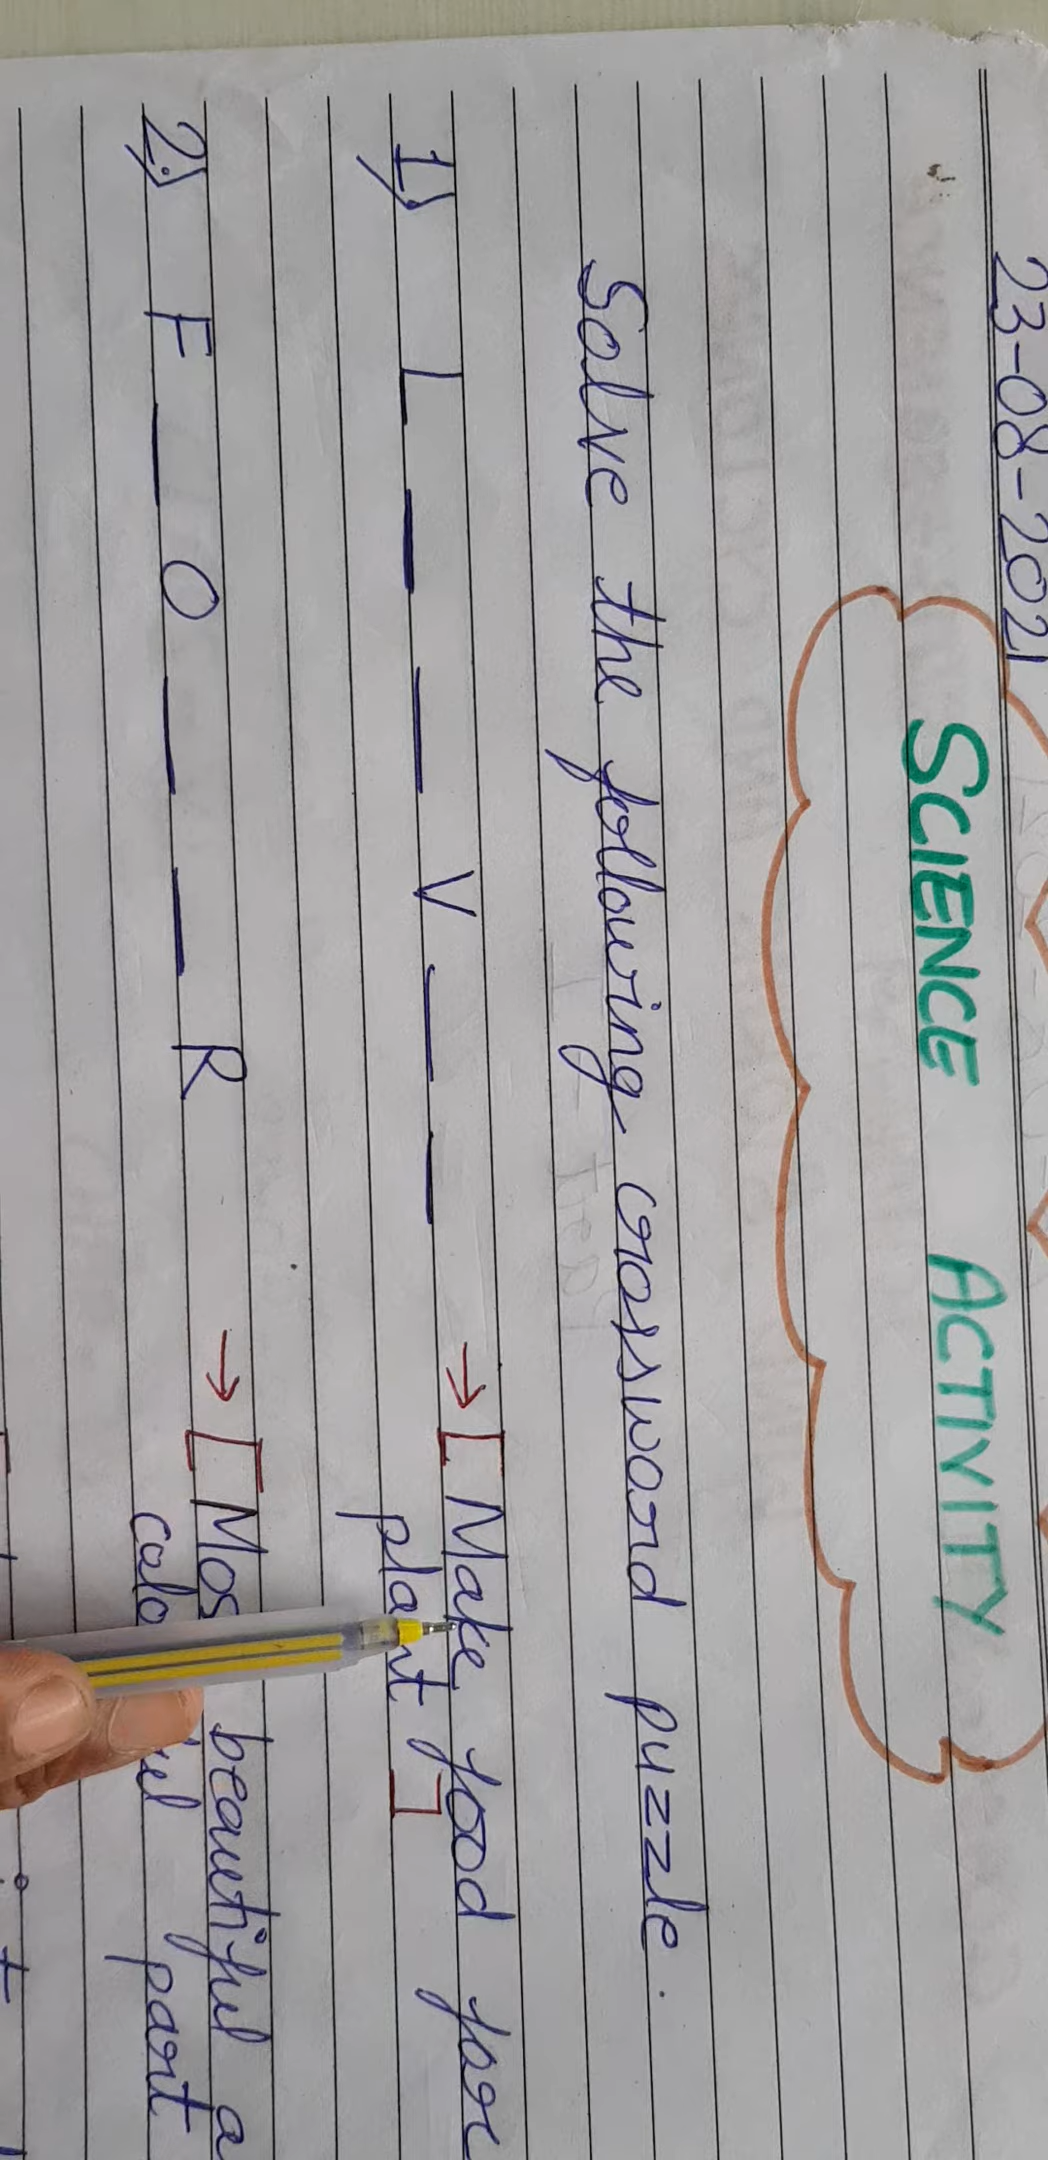 23-08-2021
SCIENCE ACTIVITY
Solve the following crossword puzzle.
1) L _ _ V _ _ → [Make food for
plant]
2) F _ O _ _ R → [Mos beautiful a
part